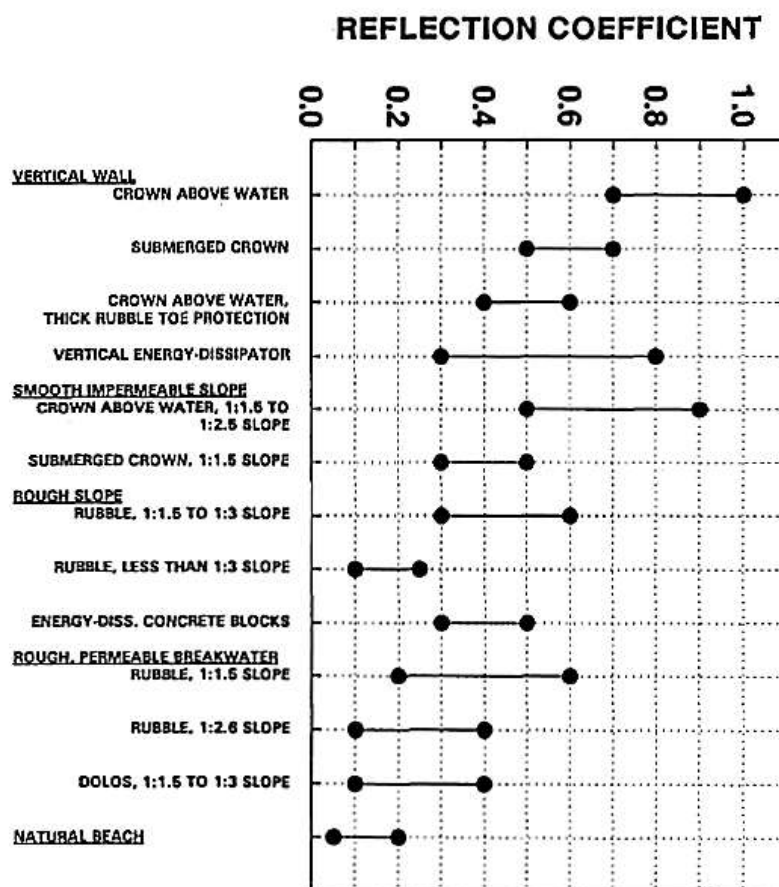 REFLECTION COEFFICIENT
0.0 0.2 0.4 0.6 0.8 1.0
VERTICAL WALL
CROWN ABOVE WATER
SUBMERGED CROWN
CROWN ABOVE WATER,
THICK RUBBLE TOE PROTECTION
VERTICAL ENERGY-DISSIPATOR
SMOOTH IMPERMEABLE SLOPE
CROWN ABOVE WATER, 1:1.5 TO
1:2.5 SLOPE
SUBMERGED CROWN, 1:1.5 SLOPE
ROUGH SLOPE
RUBBLE, 1:1.5 TO 1:3 SLOPE
RUBBLE, LESS THAN 1:3 SLOPE
ENERGY-DISS. CONCRETE BLOCKS
ROUGH, PERMEABLE BREAKWATER
RUBBLE, 1:1.5 SLOPE
RUBBLE, 1:2.6 SLOPE
DOLOS, 1:1.5 TO 1:3 SLOPE
NATURAL BEACH